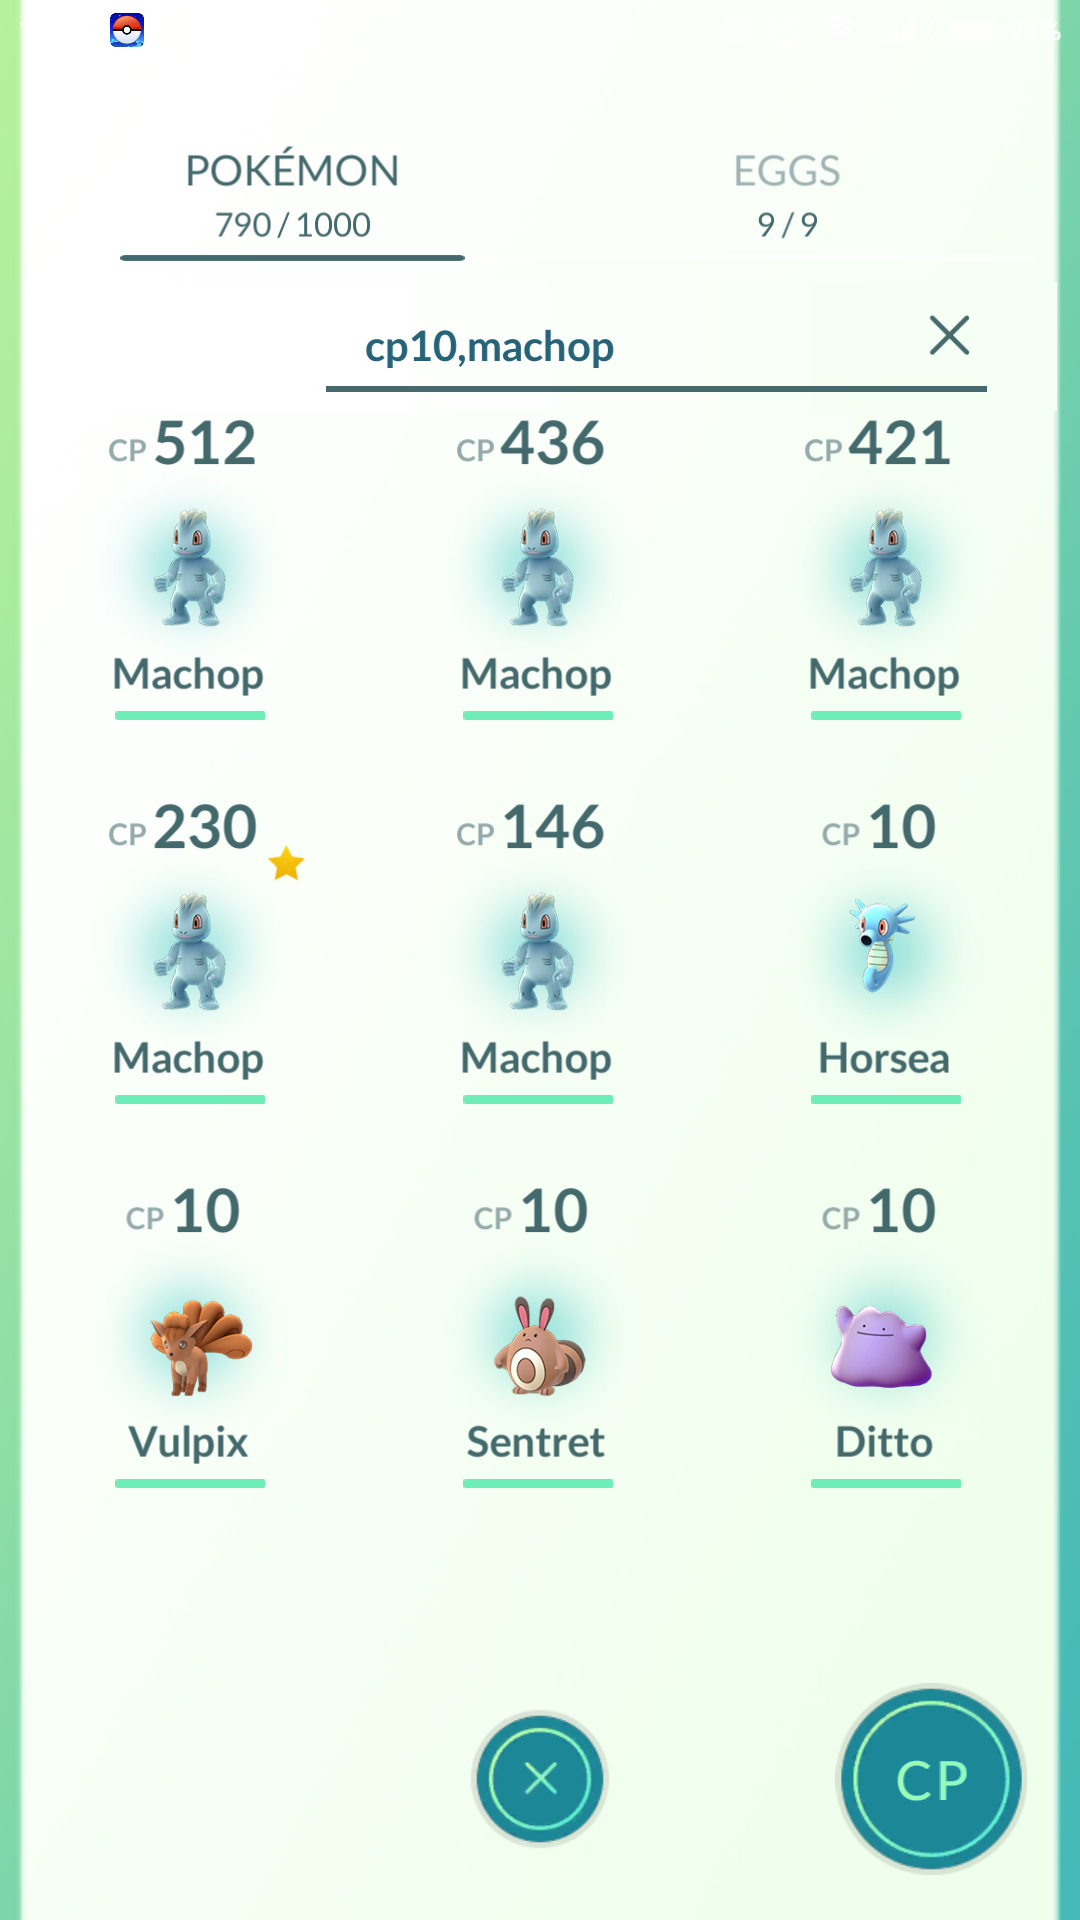 POKÉMON EGGS
790 / 1000 9 / 9
cp10,machop
CP 512 CP 436 CP 421
Machop Machop Machop
CP 230 CP 146 CP 10
Machop Machop Horsea
CP 10 CP 10 CP 10
Vulpix Sentret Ditto
CP